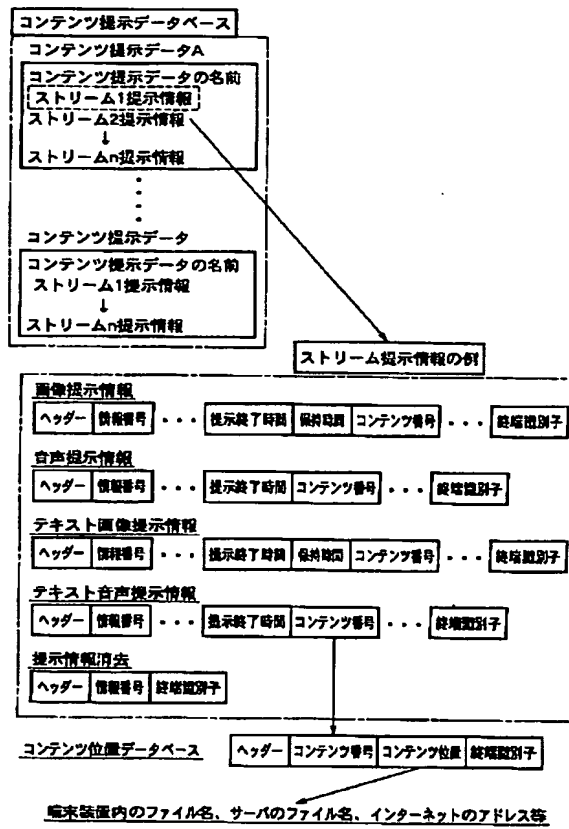 コンテンツ提示データベース
コンテンツ提示データA
コンテンツ提示データの名前
ストリーム1提示情報
ストリーム2提示情報
↓
ストリームn提示情報
コンテンツ提示データ
コンテンツ提示データの名前
ストリーム1提示情報
↓
ストリームn提示情報
ストリーム提示情報の例
画像提示情報
ヘッダー 情報番号 ・・・ 提示終了時間 保持時間 コンテンツ番号 ・・・ 終端識別子
音声提示情報
ヘッダー 情報番号 ・・・ 提示終了時間 コンテンツ番号 ・・・ 終端識別子
テキスト画像提示情報
ヘッダー 情報番号 ・・・ 提示終了時間 保持時間 コンテンツ番号 ・・・ 終端識別子
テキスト音声提示情報
ヘッダー 情報番号 ・・・ 提示終了時間 コンテンツ番号 ・・・ 終端識別子
提示情報消去
ヘッダー 情報番号 終端識別子
コンテンツ位置データベース
ヘッダー コンテンツ番号 コンテンツ位置 終端識別子
端末装置内のファイル名、サーバのファイル名、インターネットのアドレス等